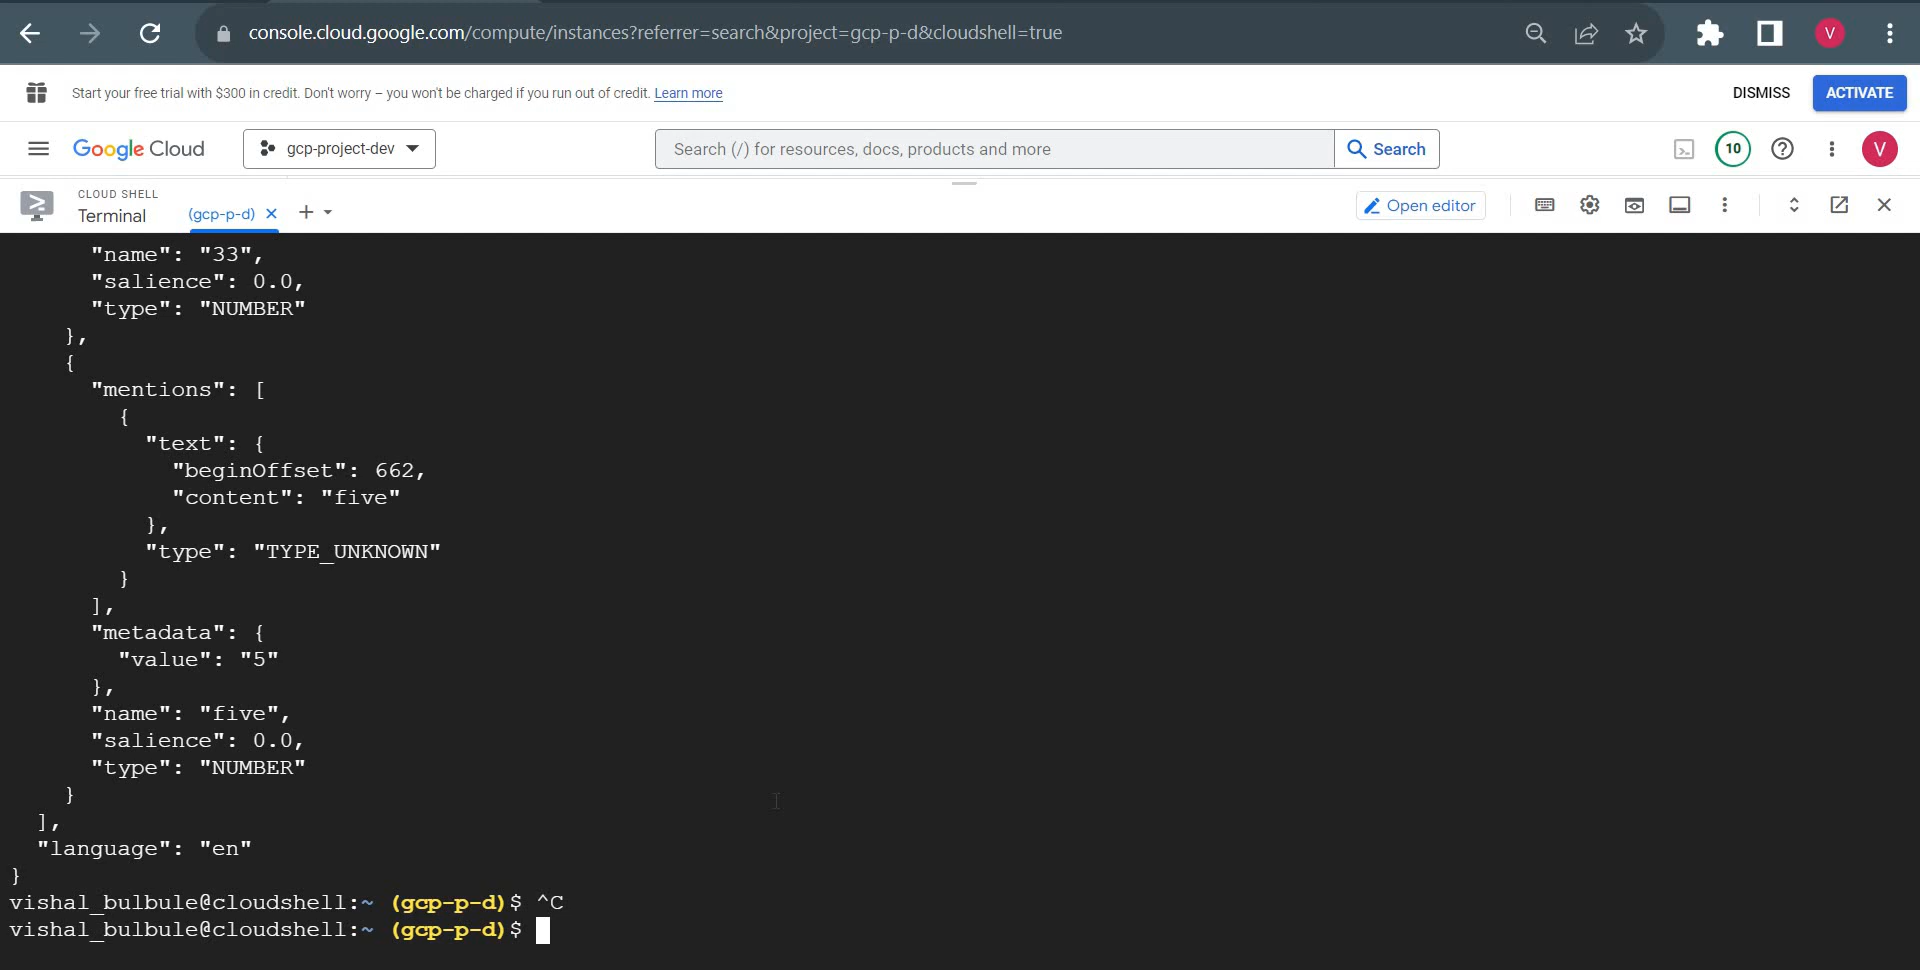 console.cloud.google.com/compute/instances?referrer=search&project=gcp-p-d&cloudshell=true
V
Start your free trial with $300 in credit. Don't worry – you won't be charged if you run out of credit. Learn more
DISMISS
ACTIVATE
Google Cloud
gcp-project-dev
Search (/) for resources, docs, products and more
Search
10
V
CLOUD SHELL
Terminal
(gcp-p-d)
Open editor
"name": "33",
"salience": 0.0,
"type": "NUMBER"
},
{
"mentions": [
{
"text": {
"beginOffset": 662,
"content": "five"
},
"type": "TYPE_UNKNOWN"
}
],
"metadata": {
"value": "5"
},
"name": "five",
"salience": 0.0,
"type": "NUMBER"
}
],
"language": "en"
}
vishal_bulbule@cloudshell:~ (gcp-p-d)$ ^C
vishal_bulbule@cloudshell:~ (gcp-p-d)$